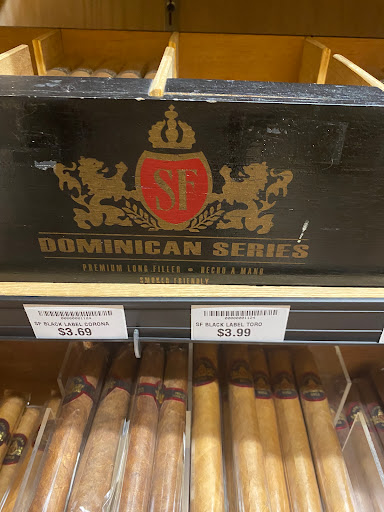 SF
DOMINICAN SERIES
PREMIUM LONG FILLER - HECHO A MANO
SMOKED FRIENDLY
SF BLACK LABEL CORONA
$3.69
SF BLACK LABEL TORO
$3.99